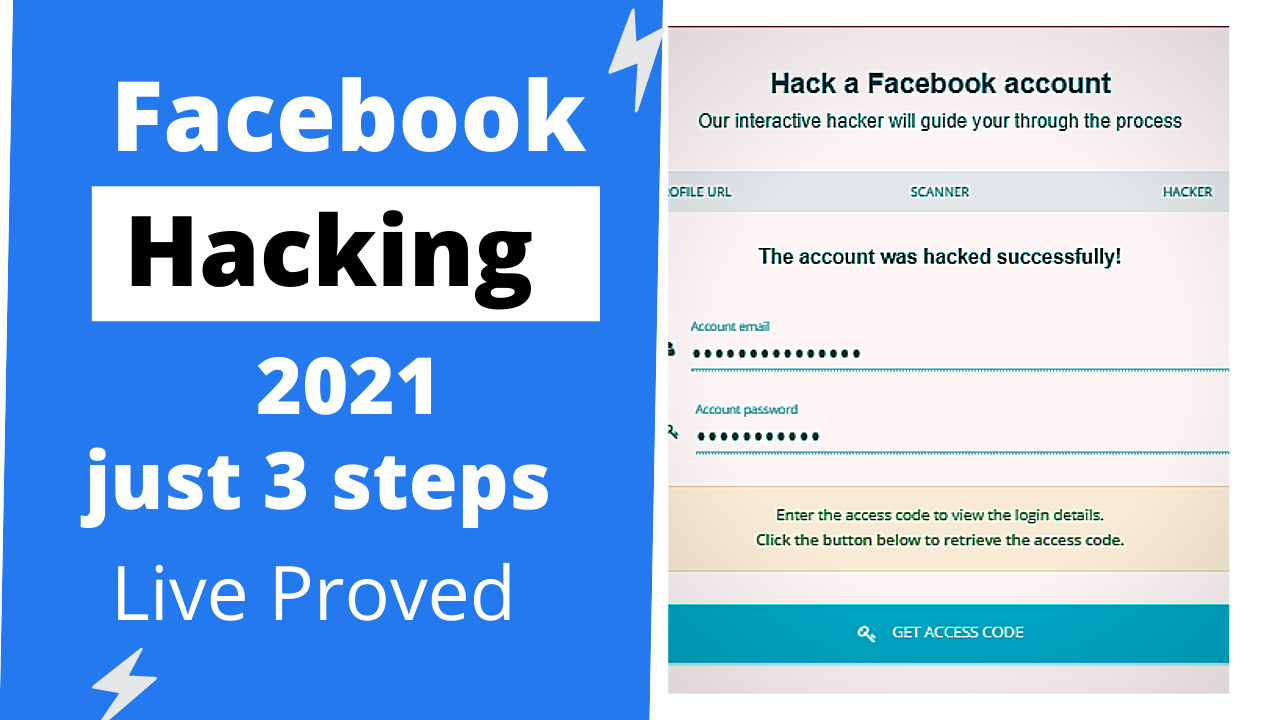 Facebook
Hacking
2021
just 3 steps
Live Proved
Hack a Facebook account
Our interactive hacker will guide your through the process
ROFILE URL
SCANNER
HACKER
The account was hacked successfully!
Account email
Account password
Enter the access code to view the login details.
Click the button below to retrieve the access code.
GET ACCESS CODE